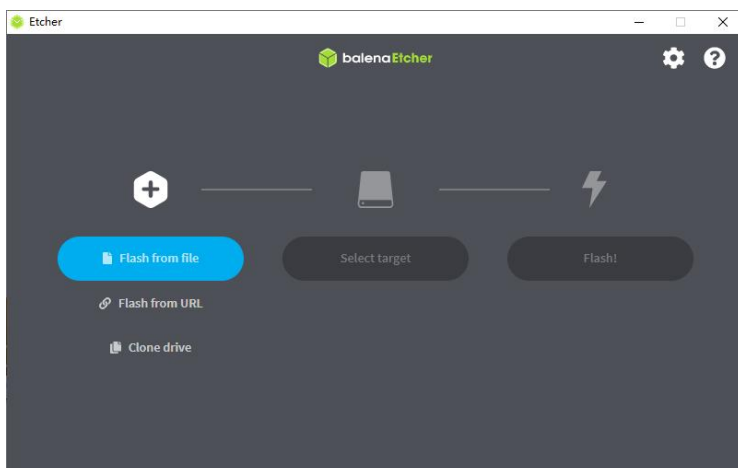 Etcher
balenaEtcher
Flash from file
Select target
Flash!
Flash from URL
Clone drive